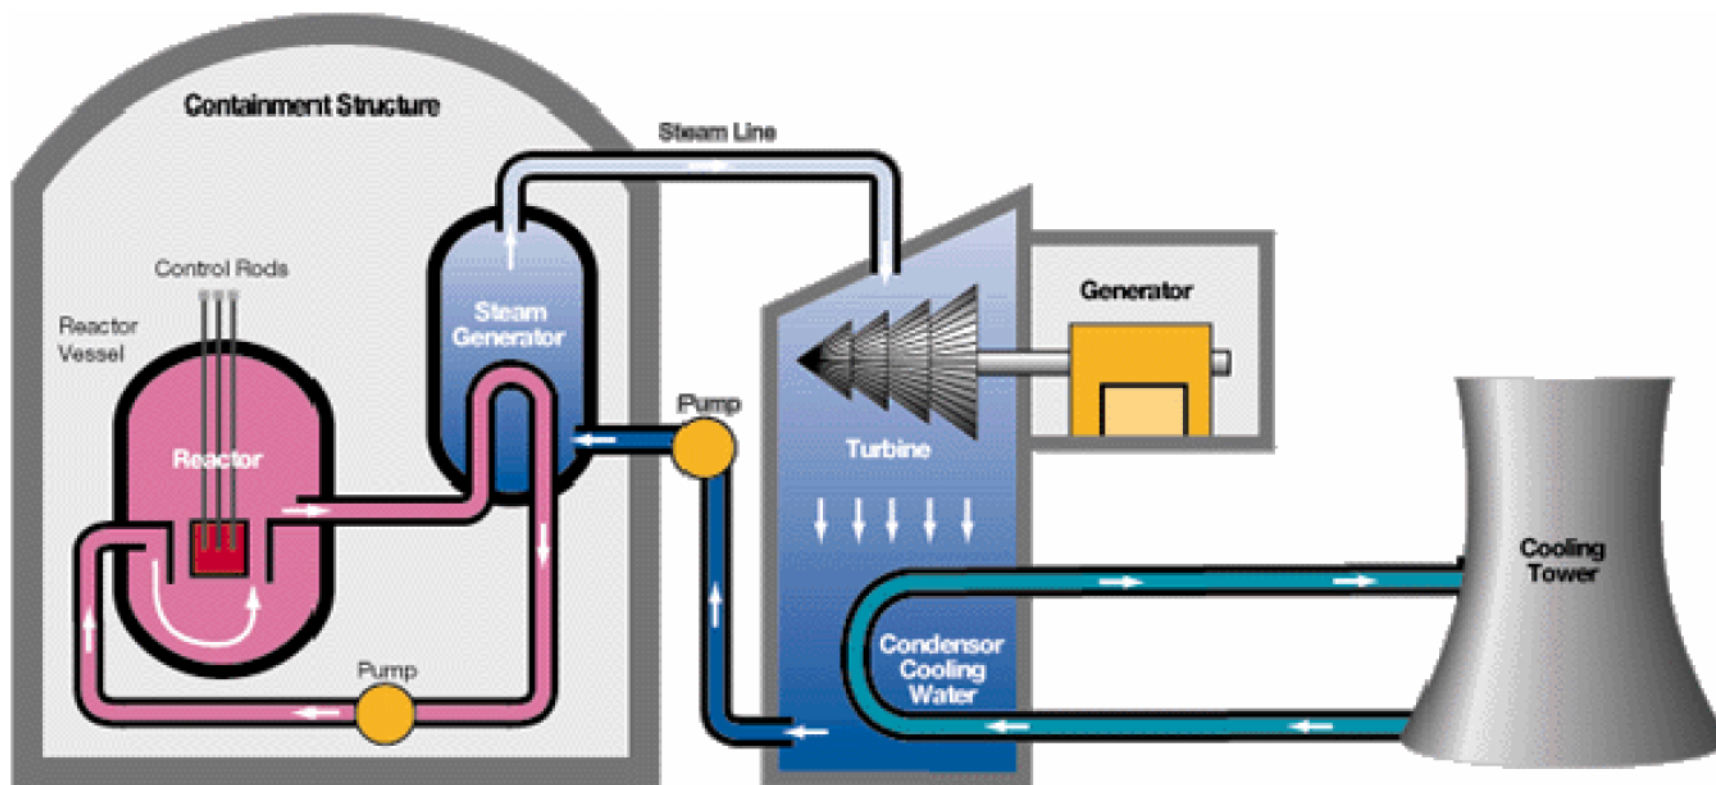 Containment Structure
Steam Line
Control Rods
Reactor
Vessel
Steam
Generator
Generator
Pump
Reactor
Turbine
Cooling
Tower
Condensor
Cooling
Water
Pump